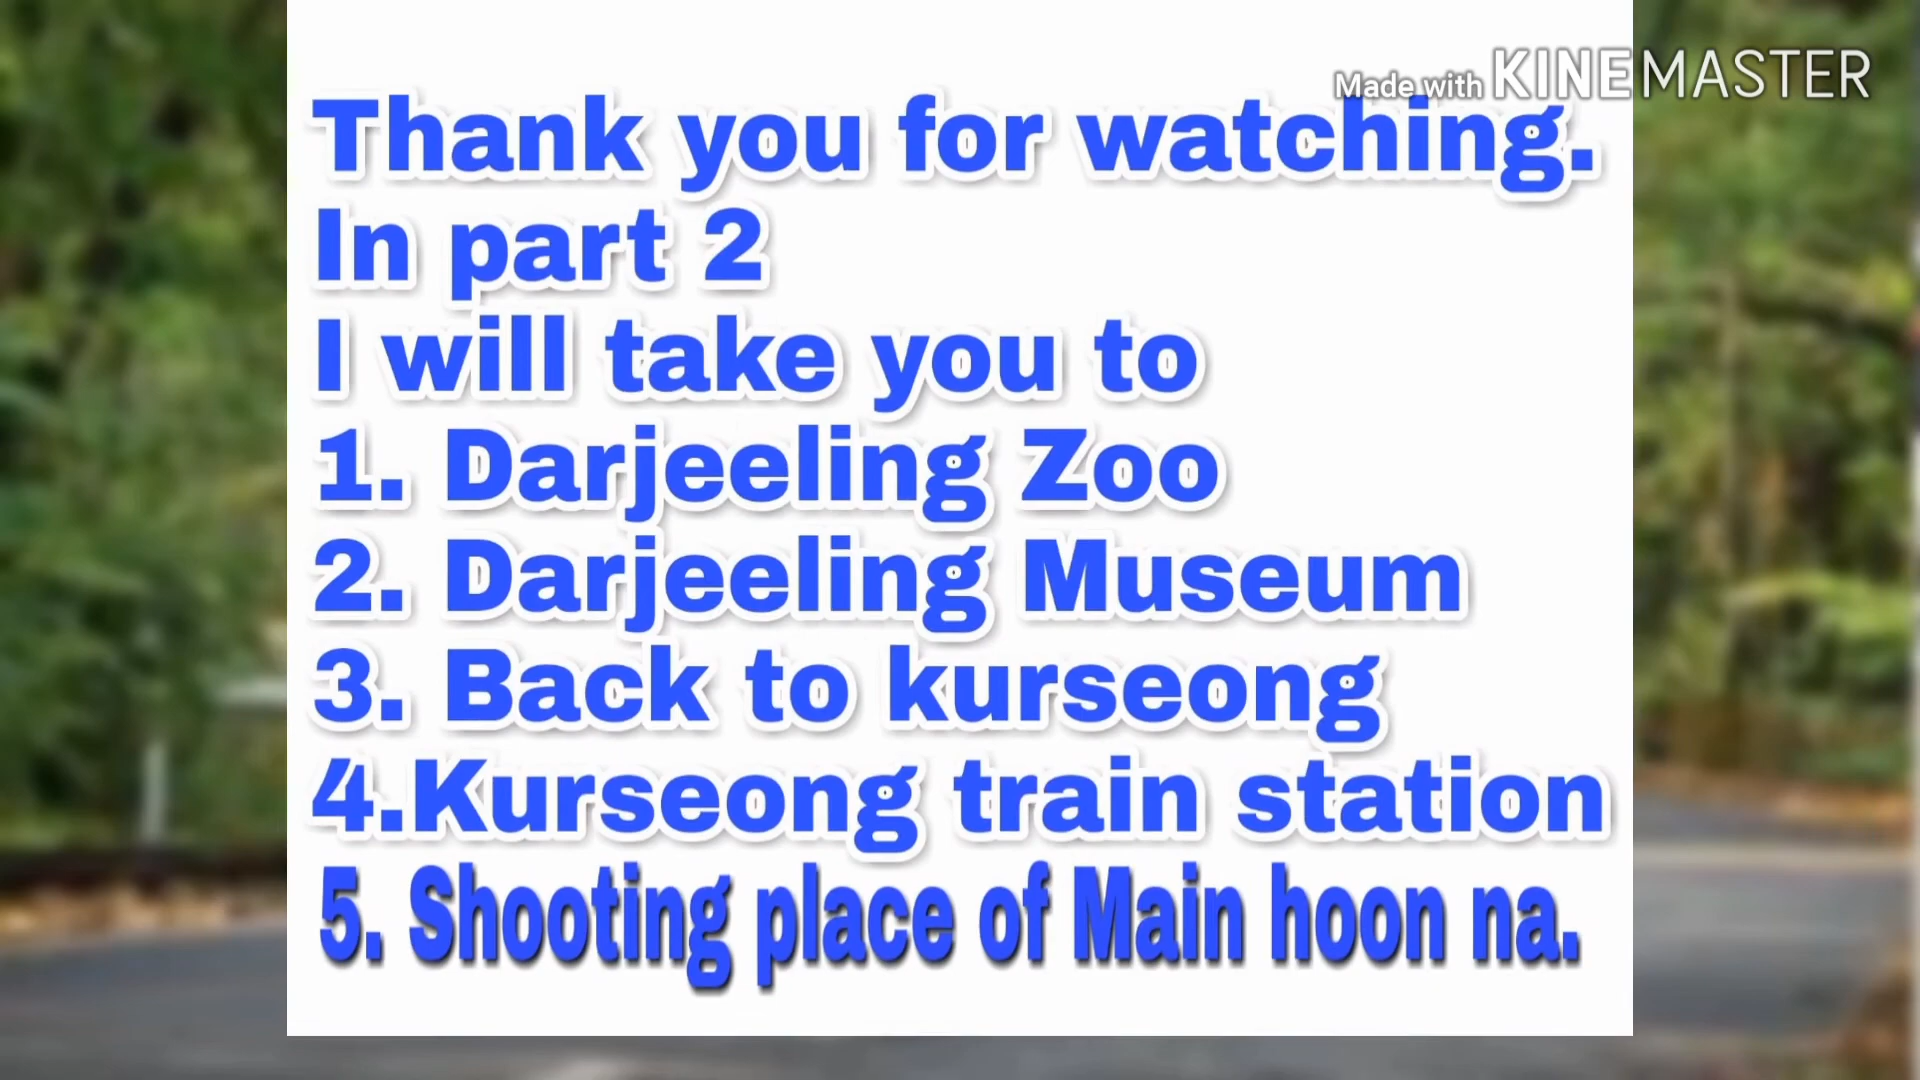 Made with KINEMASTER
Thank you for watching.
In part 2
I will take you to
1. Darjeeling Zoo
2. Darjeeling Museum
3. Back to kurseong
4.Kurseong train station
5. Shooting place of Main hoon na.